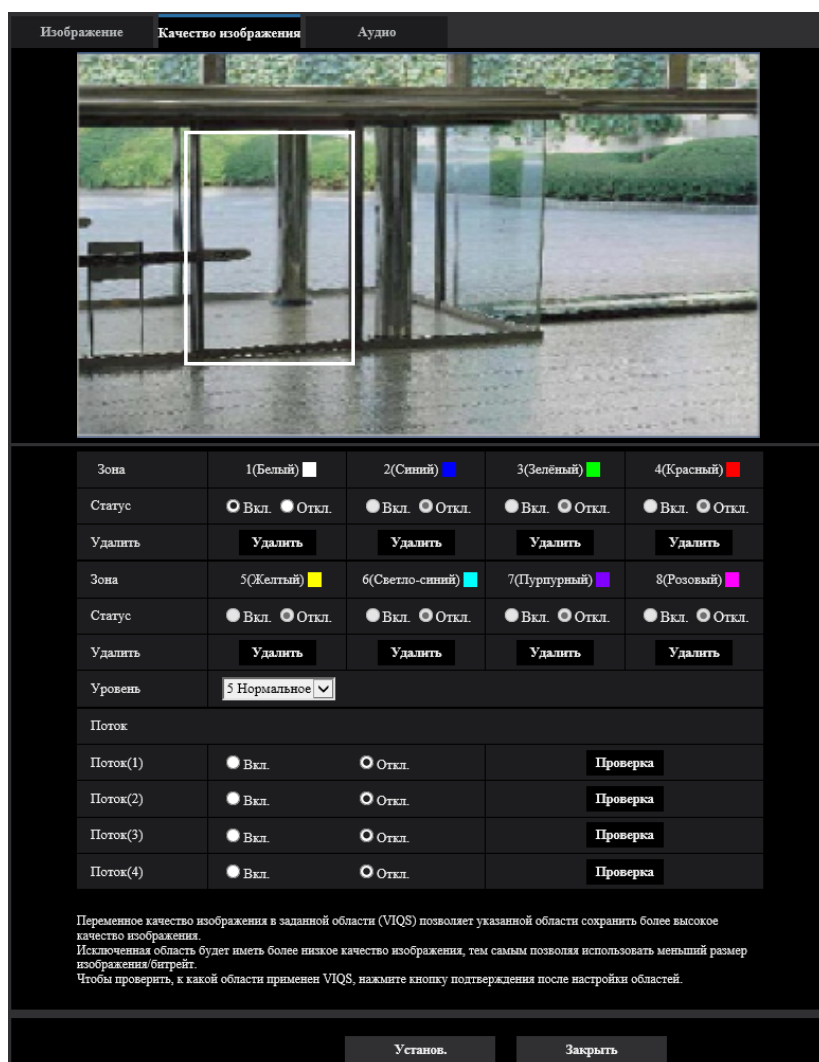 Изображение Качество изображения Аудио
Зона 1(Белый) 2(Синий) 3(Зелёный) 4(Красный)
Статус Вкл. Откл. Вкл. Откл. Вкл. Откл. Вкл. Откл.
Удалить Удалить Удалить Удалить Удалить
Зона 5(Желтый) 6(Светло-синий) 7(Пурпурный) 8(Розовый)
Статус Вкл. Откл. Вкл. Откл. Вкл. Откл. Вкл. Откл.
Удалить Удалить Удалить Удалить Удалить
Уровень 5 Нормальное
Поток
Поток(1) Вкл. Откл. Проверка
Поток(2) Вкл. Откл. Проверка
Поток(3) Вкл. Откл. Проверка
Поток(4) Вкл. Откл. Проверка
Переменное качество изображения в заданной области (VIQS) позволяет указанной области сохранить более высокое
качество изображения.
Исключенная область будет иметь более низкое качество изображения, тем самым позволяя использовать меньший размер
изображения/битрейт.
Чтобы проверить, к какой области применен VIQS, нажмите кнопку подтверждения после настройки областей.
Установ. Закрыть